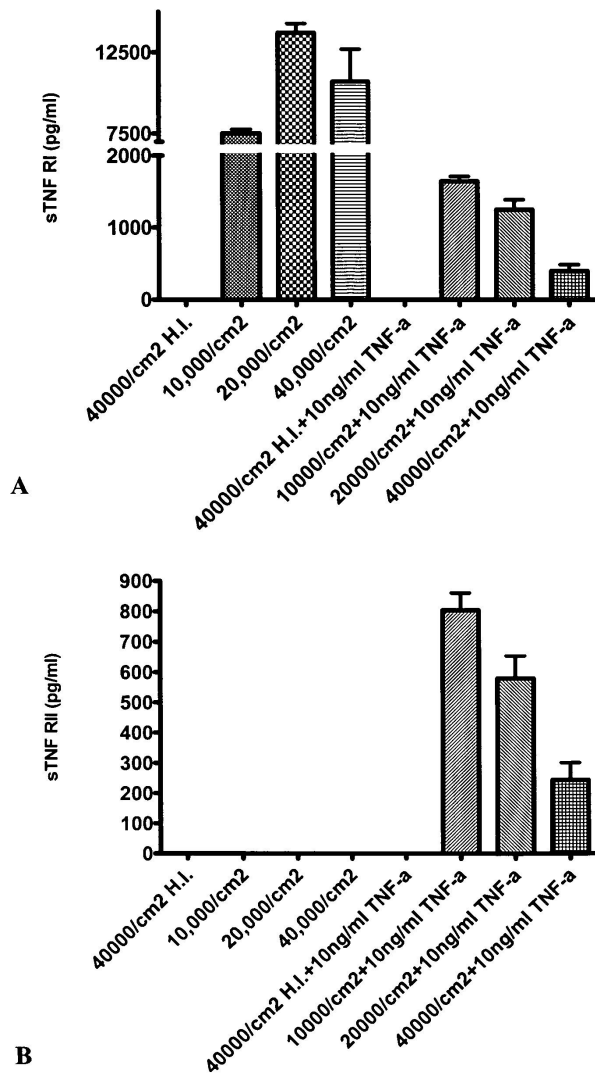 sTNF RI (pg/ml)
12500
7500
2000
1000
0
40000/cm2 H.I.
10,000/cm2
20,000/cm2
40,000/cm2
40000/cm2 H.I.+10ng/ml TNF-a
10000/cm2+10ng/ml TNF-a
20000/cm2+10ng/ml TNF-a
40000/cm2+10ng/ml TNF-a
A
sTNF RII (pg/ml)
900
800
700
600
500
400
300
200
100
0
40000/cm2 H.I.
10,000/cm2
20,000/cm2
40,000/cm2
40000/cm2 H.I.+10ng/ml TNF-a
10000/cm2+10ng/ml TNF-a
20000/cm2+10ng/ml TNF-a
40000/cm2+10ng/ml TNF-a
B